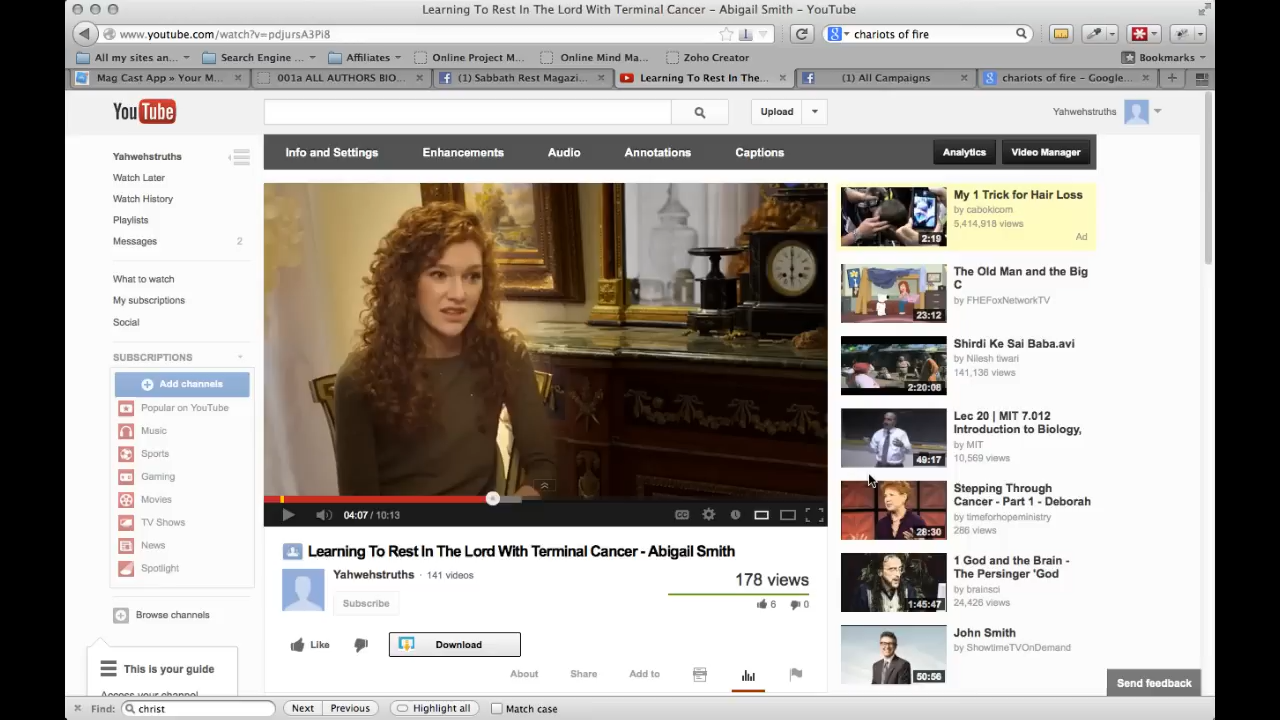 Learning To Rest In The Lord With Terminal Cancer – Abigail Smith – YouTube
www.youtube.com/watch?v=pdjursA3Pi8
chariots of fire
All my sites an...
Search Engine ...
Affiliates
Online Project M...
Online Mind Ma...
Zoho Creator
Bookmarks
Mag Cast App » Your M...
001a ALL AUTHORS BIO...
(1) Sabbath Rest Magazi...
Learning To Rest In The...
(1) All Campaigns
chariots of fire - Google...
YouTube
Upload
Yahwehstruths
Yahwehstruths
Watch Later
Watch History
Playlists
Messages 2
What to watch
My subscriptions
Social
SUBSCRIPTIONS
Add channels
Popular on YouTube
Music
Sports
Gaming
Movies
TV Shows
News
Spotlight
Browse channels
This is your guide
Access your channel
Info and Settings
Enhancements
Audio
Annotations
Captions
Analytics
Video Manager
04:07 / 10:13
Learning To Rest In The Lord With Terminal Cancer - Abigail Smith
Yahwehstruths · 141 videos
Subscribe
178 views
6 0
Like
Download
About
Share
Add to
My 1 Trick for Hair Loss
by cabokicom
5,414,918 views
Ad
2:19
The Old Man and the Big
C
by FHEFoxNetworkTV
23:12
Shirdi Ke Sai Baba.avi
by Nilesh tiwari
141,136 views
2:20:08
Lec 20 | MIT 7.012
Introduction to Biology,
by MIT
10,569 views
49:17
Stepping Through
Cancer - Part 1 - Deborah
by timeforhopeministry
286 views
28:30
1 God and the Brain -
The Persinger 'God
by brainsci
24,426 views
1:45:47
John Smith
by ShowtimeTVOnDemand
50:56
Send feedback
Find:
christ
Next
Previous
Highlight all
Match case